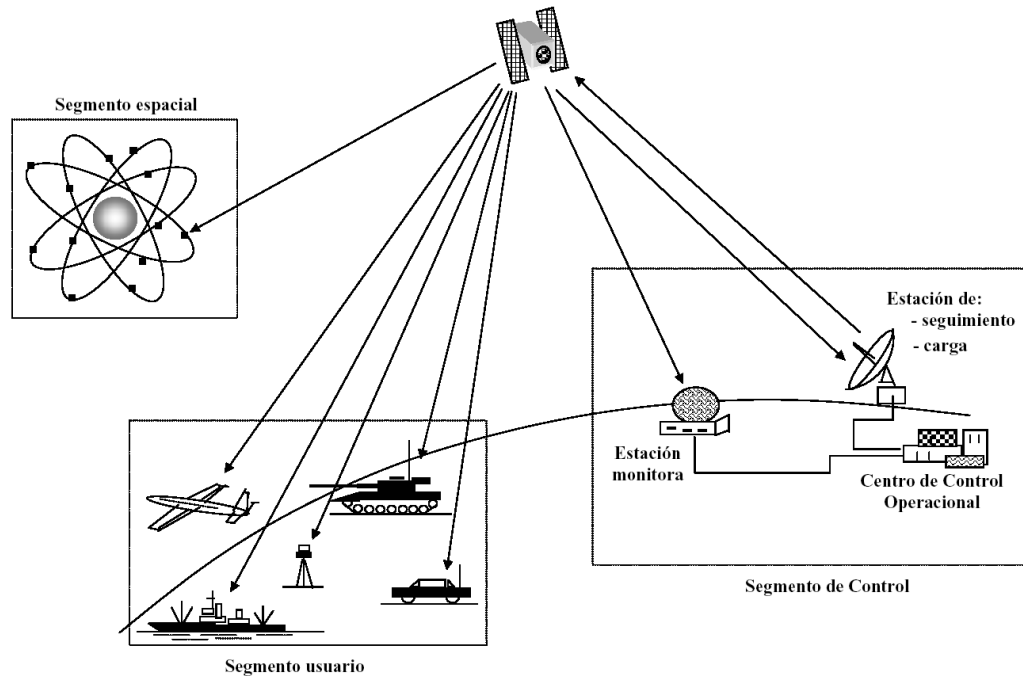 Segmento espacial
Estación de:
- seguimiento
- carga
Estación
monitora
Centro de Control
Operacional
Segmento de Control
Segmento usuario